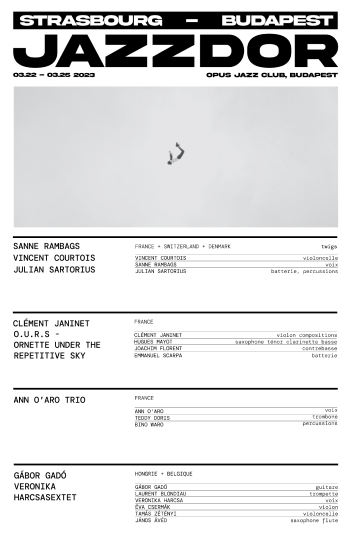 STRASBOURG – BUDAPEST
JAZZDOR
03.22 – 03.25 2023 OPUS JAZZ CLUB, BUDAPEST
SANNE RAMBAGS
VINCENT COURTOIS
JULIAN SARTORIUS
FRANCE + SWITZERLAND + DENMARK twigs
VINCENT COURTOIS violoncelle
SANNE RAMBAGS voix
JULIAN SARTORIUS batterie, percussions
CLÉMENT JANINET
O.U.R.S -
ORNETTE UNDER THE
REPETITIVE SKY
FRANCE
CLÉMENT JANINET violon compositions
HUGUES MAYOT saxophone ténor clarinette basse
JOACHIM FLORENT contrebasse
EMMANUEL SCARPA batterie
ANN O'ARO TRIO
FRANCE
ANN O'ARO voix
TEDDY DORIS trombone
BINO WARO percussions
GÁBOR GADÓ
VERONIKA
HARCSASEXTET
HONGRIE + BELGIQUE
GÁBOR GADÓ guitare
LAURENT BLONDIAU trompette
VERONIKA HARCSA voix
ÉVA CSERMÁK violon
TAMÁS ZÉTÉNYI violoncelle
JÁNOS ÁVED saxophone flute